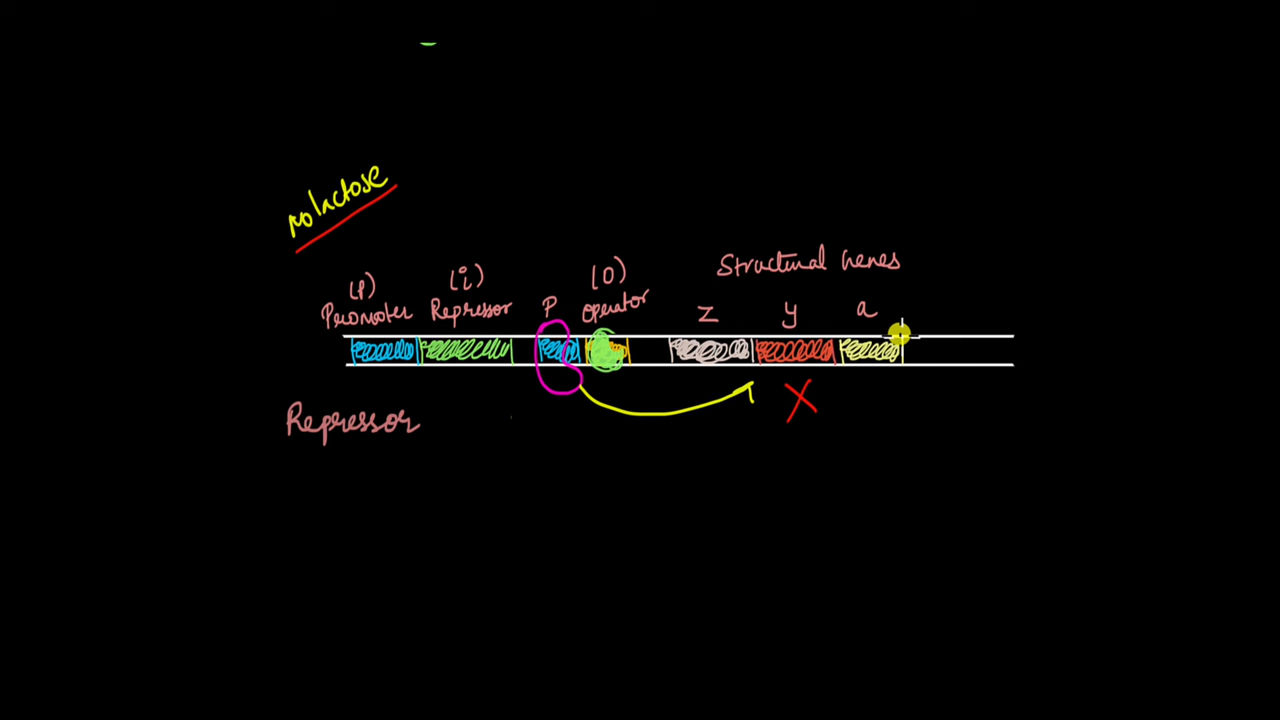 no lactose
Structural Genes
(P) (i) (O)
Promoter Repressor P operator z y a
Repressor